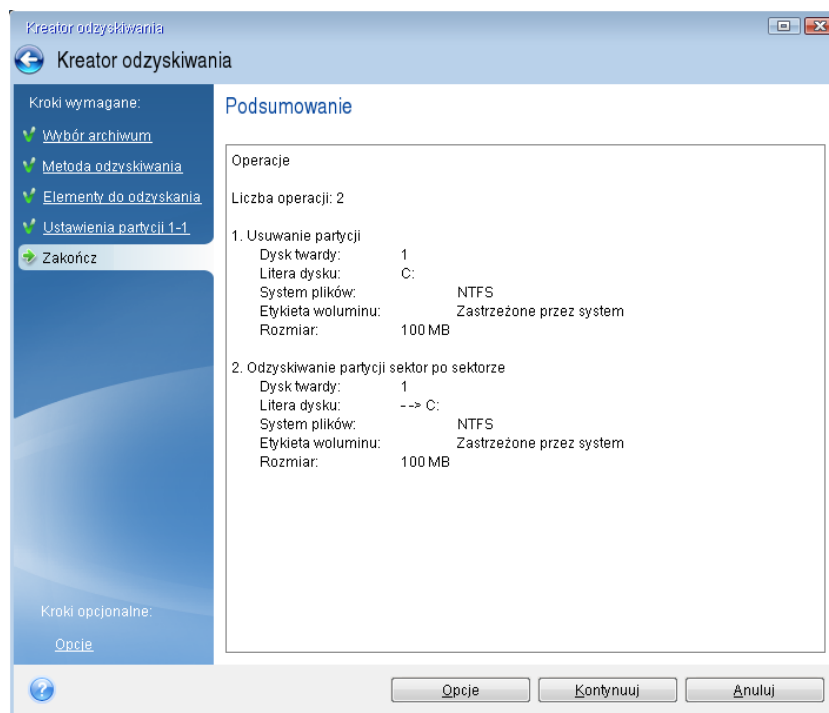 Kreator odzyskiwania
Kreator odzyskiwania
Kroki wymagane:
Wybór archiwum
Metoda odzyskiwania
Elementy do odzyskania
Ustawienia partycji 1-1
Zakończ
Kroki opcjonalne:
Opcje
Podsumowanie
Operacje
Liczba operacji: 2
1. Usuwanie partycji
Dysk twardy: 1
Litera dysku: C:
System plików: NTFS
Etykieta woluminu: Zastrzeżone przez system
Rozmiar: 100 MB
2. Odzyskiwanie partycji sektor po sektorze
Dysk twardy: 1
Litera dysku: --> C:
System plików: NTFS
Etykieta woluminu: Zastrzeżone przez system
Rozmiar: 100 MB
Opcje Kontynuuj Anuluj